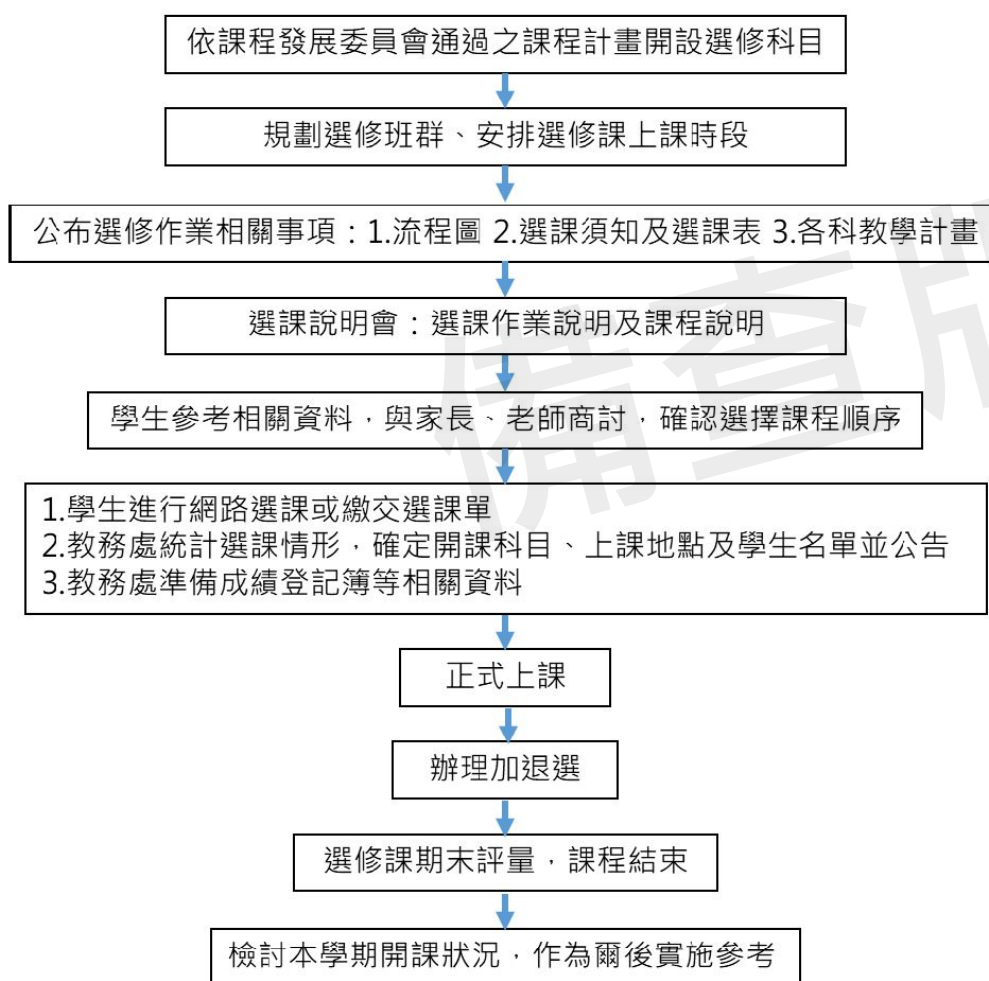 依課程發展委員會通過之課程計畫開設選修科目
規劃選修班群、安排選修課上課時段
公布選修作業相關事項：1.流程圖 2.選課須知及選課表 3.各科教學計畫
選課說明會：選課作業說明及課程說明
學生參考相關資料，與家長、老師商討，確認選擇課程順序
1.學生進行網路選課或繳交選課單
2.教務處統計選課情形，確定開課科目、上課地點及學生名單並公告
3.教務處準備成績登記簿等相關資料
正式上課
辦理加退選
選修課期末評量，課程結束
檢討本學期開課狀況，作為爾後實施參考
備查版